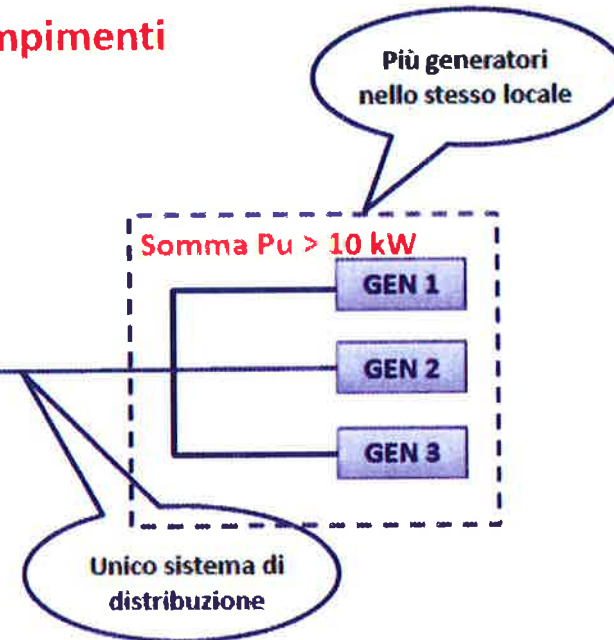 mpimenti
Più generatori
nello stesso locale
Somma Pu > 10 kW
GEN 1
GEN 2
GEN 3
Unico sistema di
distribuzione